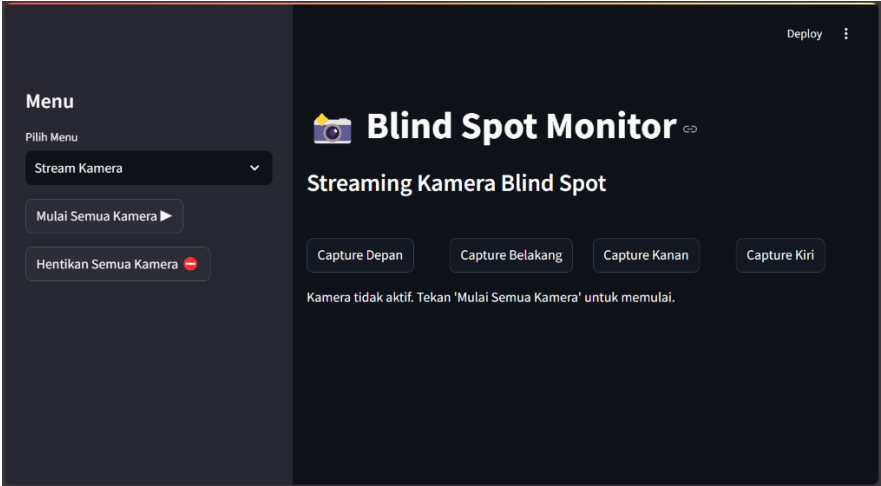 Deploy
Menu
Pilih Menu
Stream Kamera
Mulai Semua Kamera ▶
Hentikan Semua Kamera ⛔
📸 Blind Spot Monitor
Streaming Kamera Blind Spot
Capture Depan
Capture Belakang
Capture Kanan
Capture Kiri
Kamera tidak aktif. Tekan 'Mulai Semua Kamera' untuk memulai.